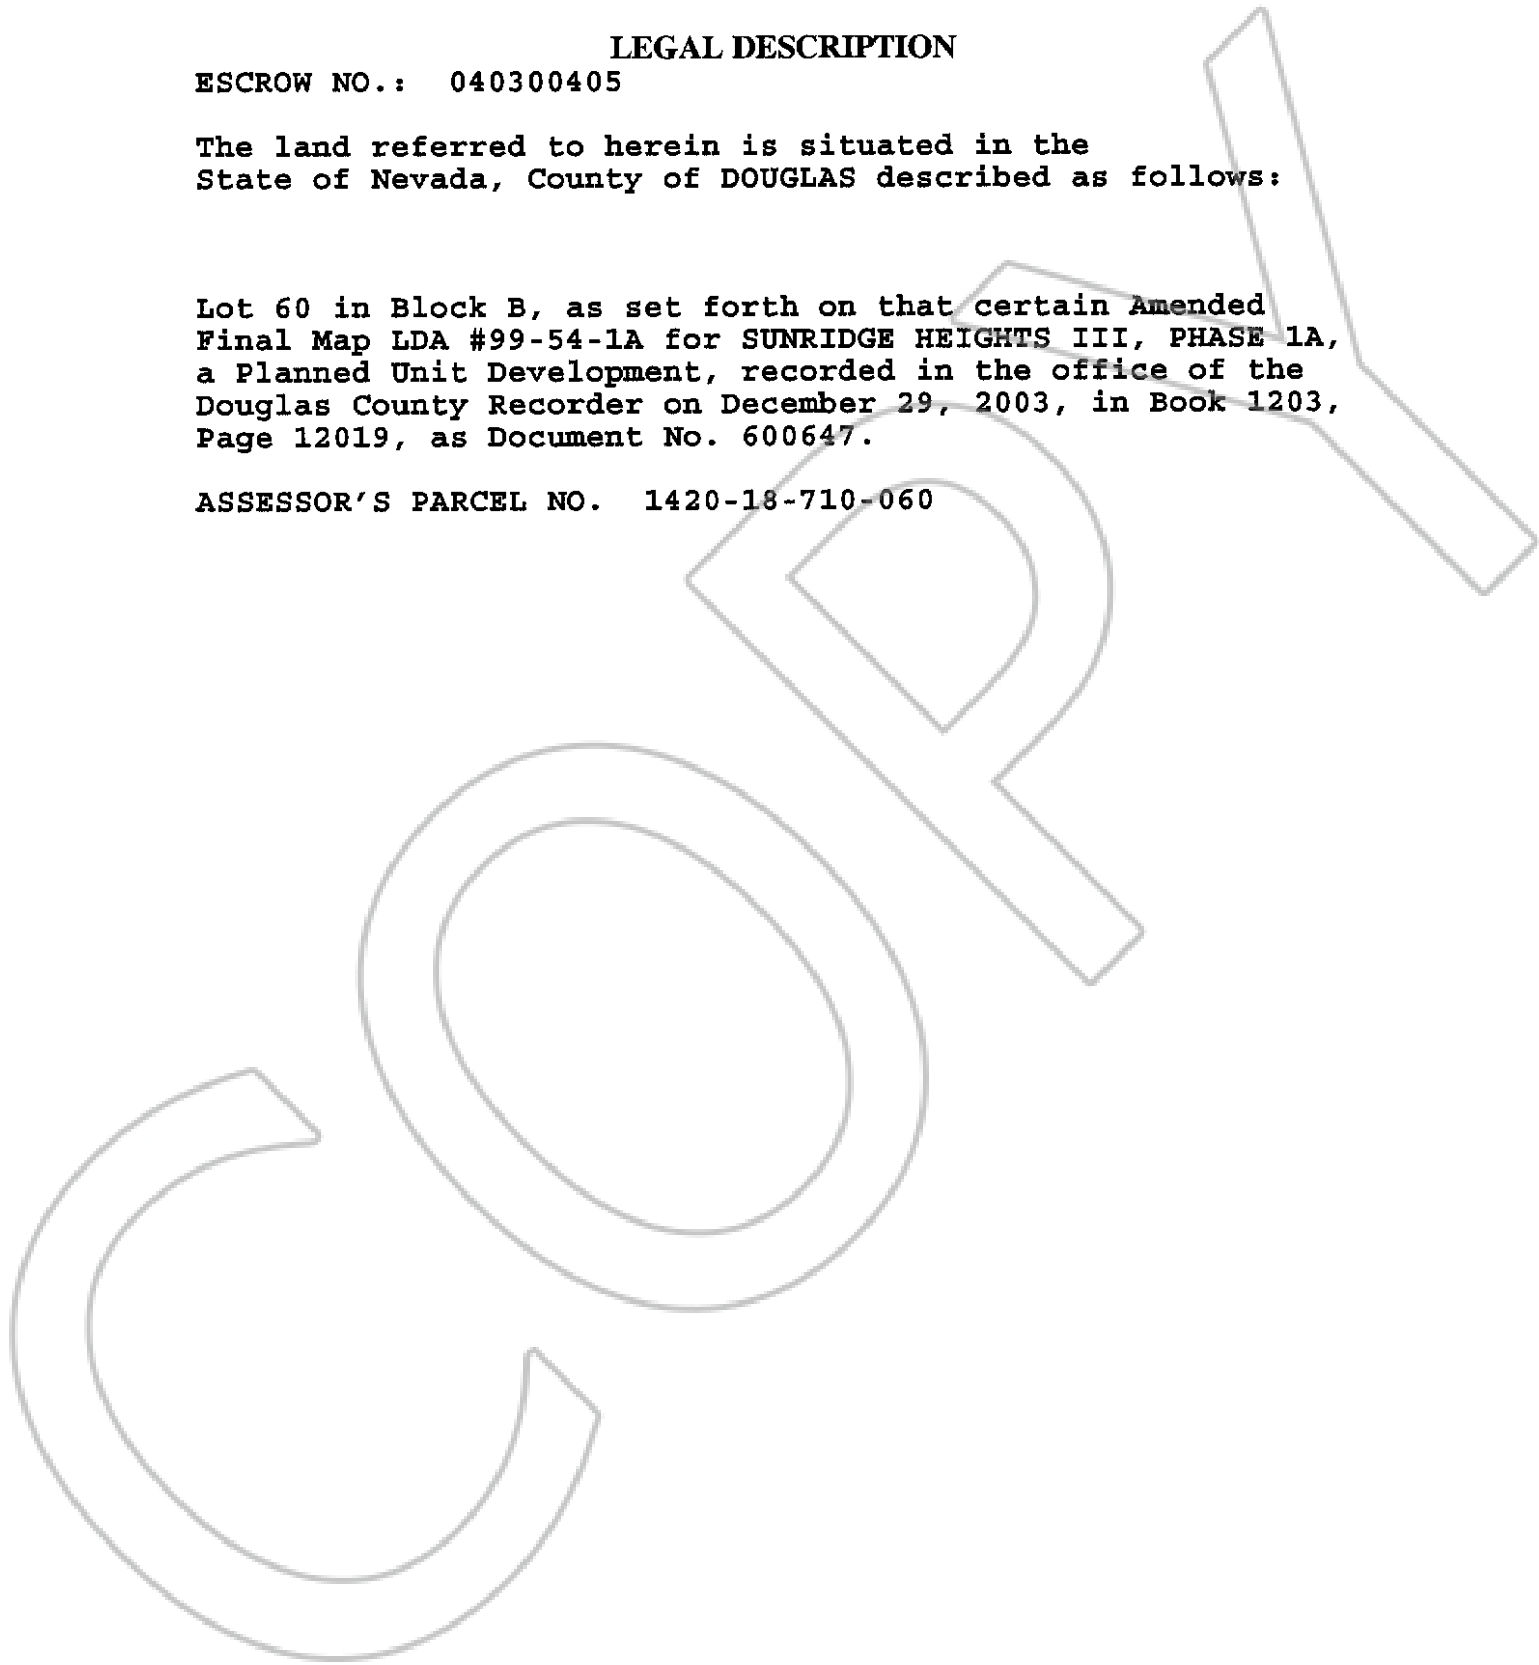 LEGAL DESCRIPTION
ESCROW NO.: 040300405
The land referred to herein is situated in the
State of Nevada, County of DOUGLAS described as follows:
Lot 60 in Block B, as set forth on that certain Amended
Final Map LDA #99-54-1A for SUNRIDGE HEIGHTS III, PHASE 1A,
a Planned Unit Development, recorded in the office of the
Douglas County Recorder on December 29, 2003, in Book 1203,
Page 12019, as Document No. 600647.
ASSESSOR'S PARCEL NO. 1420-18-710-060
COPY